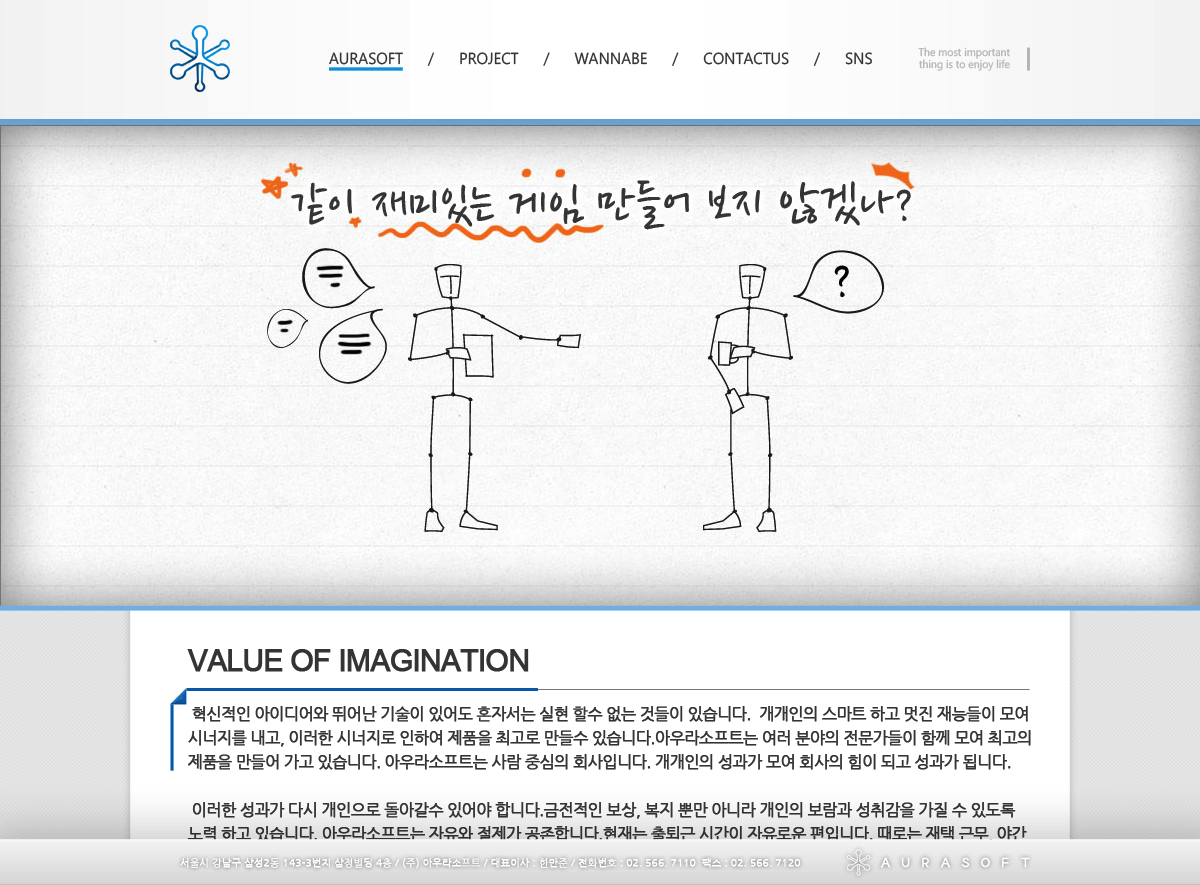 AURASOFT / PROJECT / WANNABE / CONTACTUS / SNS
The most important
thing is to enjoy life
같이 재미있는 게임 만들어 보지 않겠나?
?
VALUE OF IMAGINATION
혁신적인 아이디어와 뛰어난 기술이 있어도 혼자서는 실현 할수 없는 것들이 있습니다. 개개인의 스마트 하고 멋진 재능들이 모여
시너지를 내고, 이러한 시너지로 인하여 제품을 최고로 만들수 있습니다.아우라소프트는 여러 분야의 전문가들이 함께 모여 최고의
제품을 만들어 가고 있습니다. 아우라소프트는 사람 중심의 회사입니다. 개개인의 성과가 모여 회사의 힘이 되고 성과가 됩니다.
이러한 성과가 다시 개인으로 돌아갈수 있어야 합니다.금전적인 보상, 복지 뿐만 아니라 개인의 보람과 성취감을 가질 수 있도록
노력 하고 있습니다. 아우라소프트는 자유와 절제가 공존합니다.현재는 출퇴근 시간이 자유로운 편입니다. 때로는 재택 근무, 야간
서울시 강남구 삼성2동 143-3번지 삼정빌딩 4층 / (주) 아우라소프트 / 대표이사 : 한만준 / 전화번호 : 02. 566. 7110 팩스 : 02. 566. 7120
AURASOFT